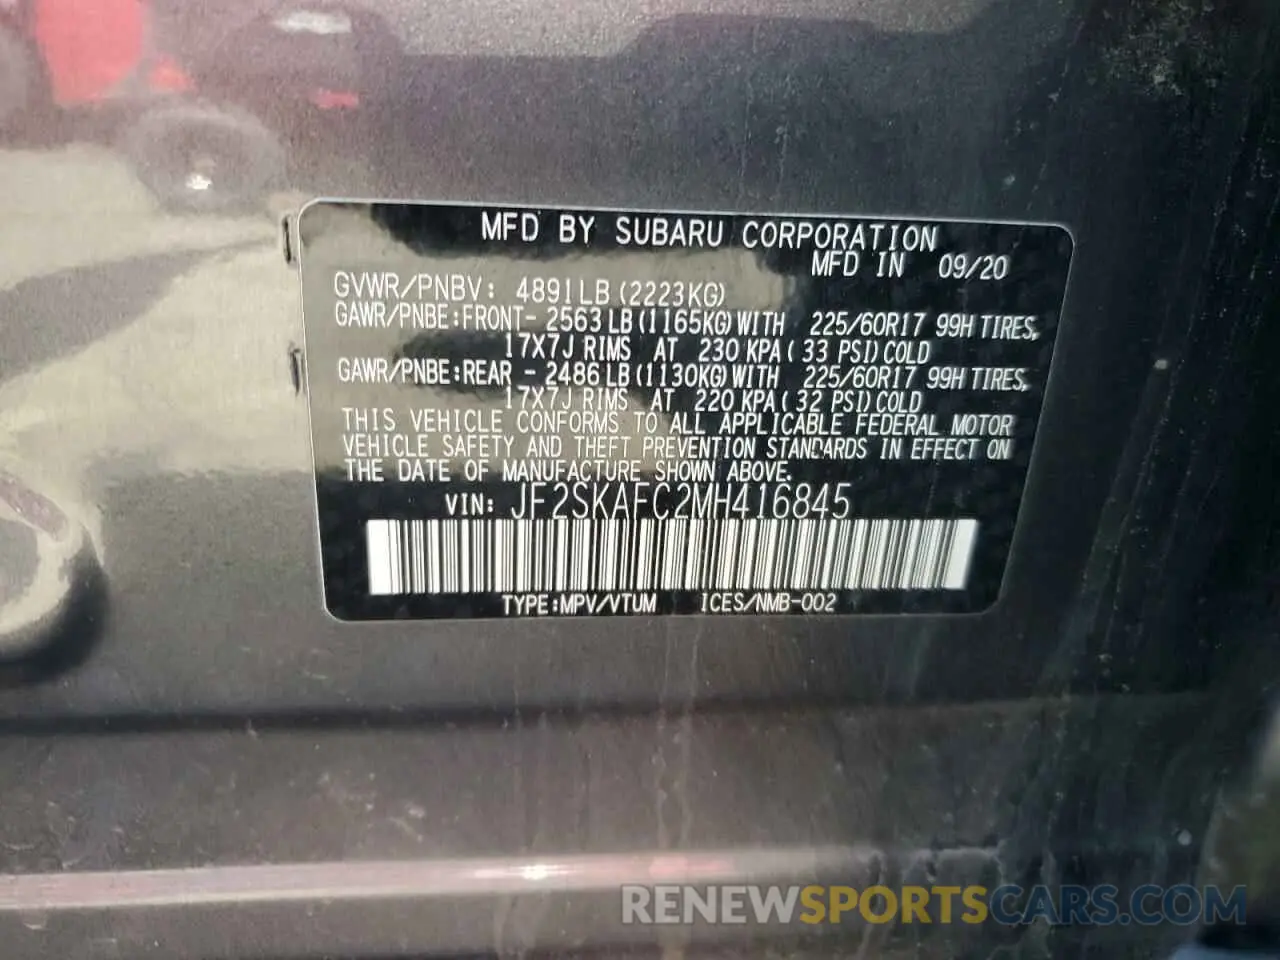 MFD BY SUBARU CORPORATION
MFD IN 09/20
GVWR/PNBV: 4891LB(2223KG)
GAWR/PNBE:FRONT- 2563LB(1165KG)WITH 225/60R17 99H TIRES,
17X7J RIMS AT 230 KPA(33 PSI)COLD
GAWR/PNBE:REAR - 2486LB(1130KG)WITH 225/60R17 99H TIRES,
17X7J RIMS AT 220 KPA(32 PSI)COLD
THIS VEHICLE CONFORMS TO ALL APPLICABLE FEDERAL MOTOR
VEHICLE SAFETY AND THEFT PREVENTION STANDARDS IN EFFECT ON
THE DATE OF MANUFACTURE SHOWN ABOVE.
VIN: JF2SKAFC2MH416845
TYPE:MPV/VTUM ICES/NMB-002
RENEWSPORTSCARS.COM